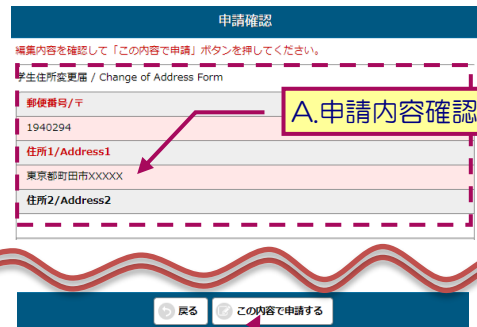 申請確認
編集内容を確認して「この内容で申請」ボタンを押してください。
学生住所変更届 / Change of Address Form
郵便番号/〒
A.申請内容確認
1940294
住所1/Address1
東京都町田市XXXXX
住所2/Address2
戻る
この内容で申請する